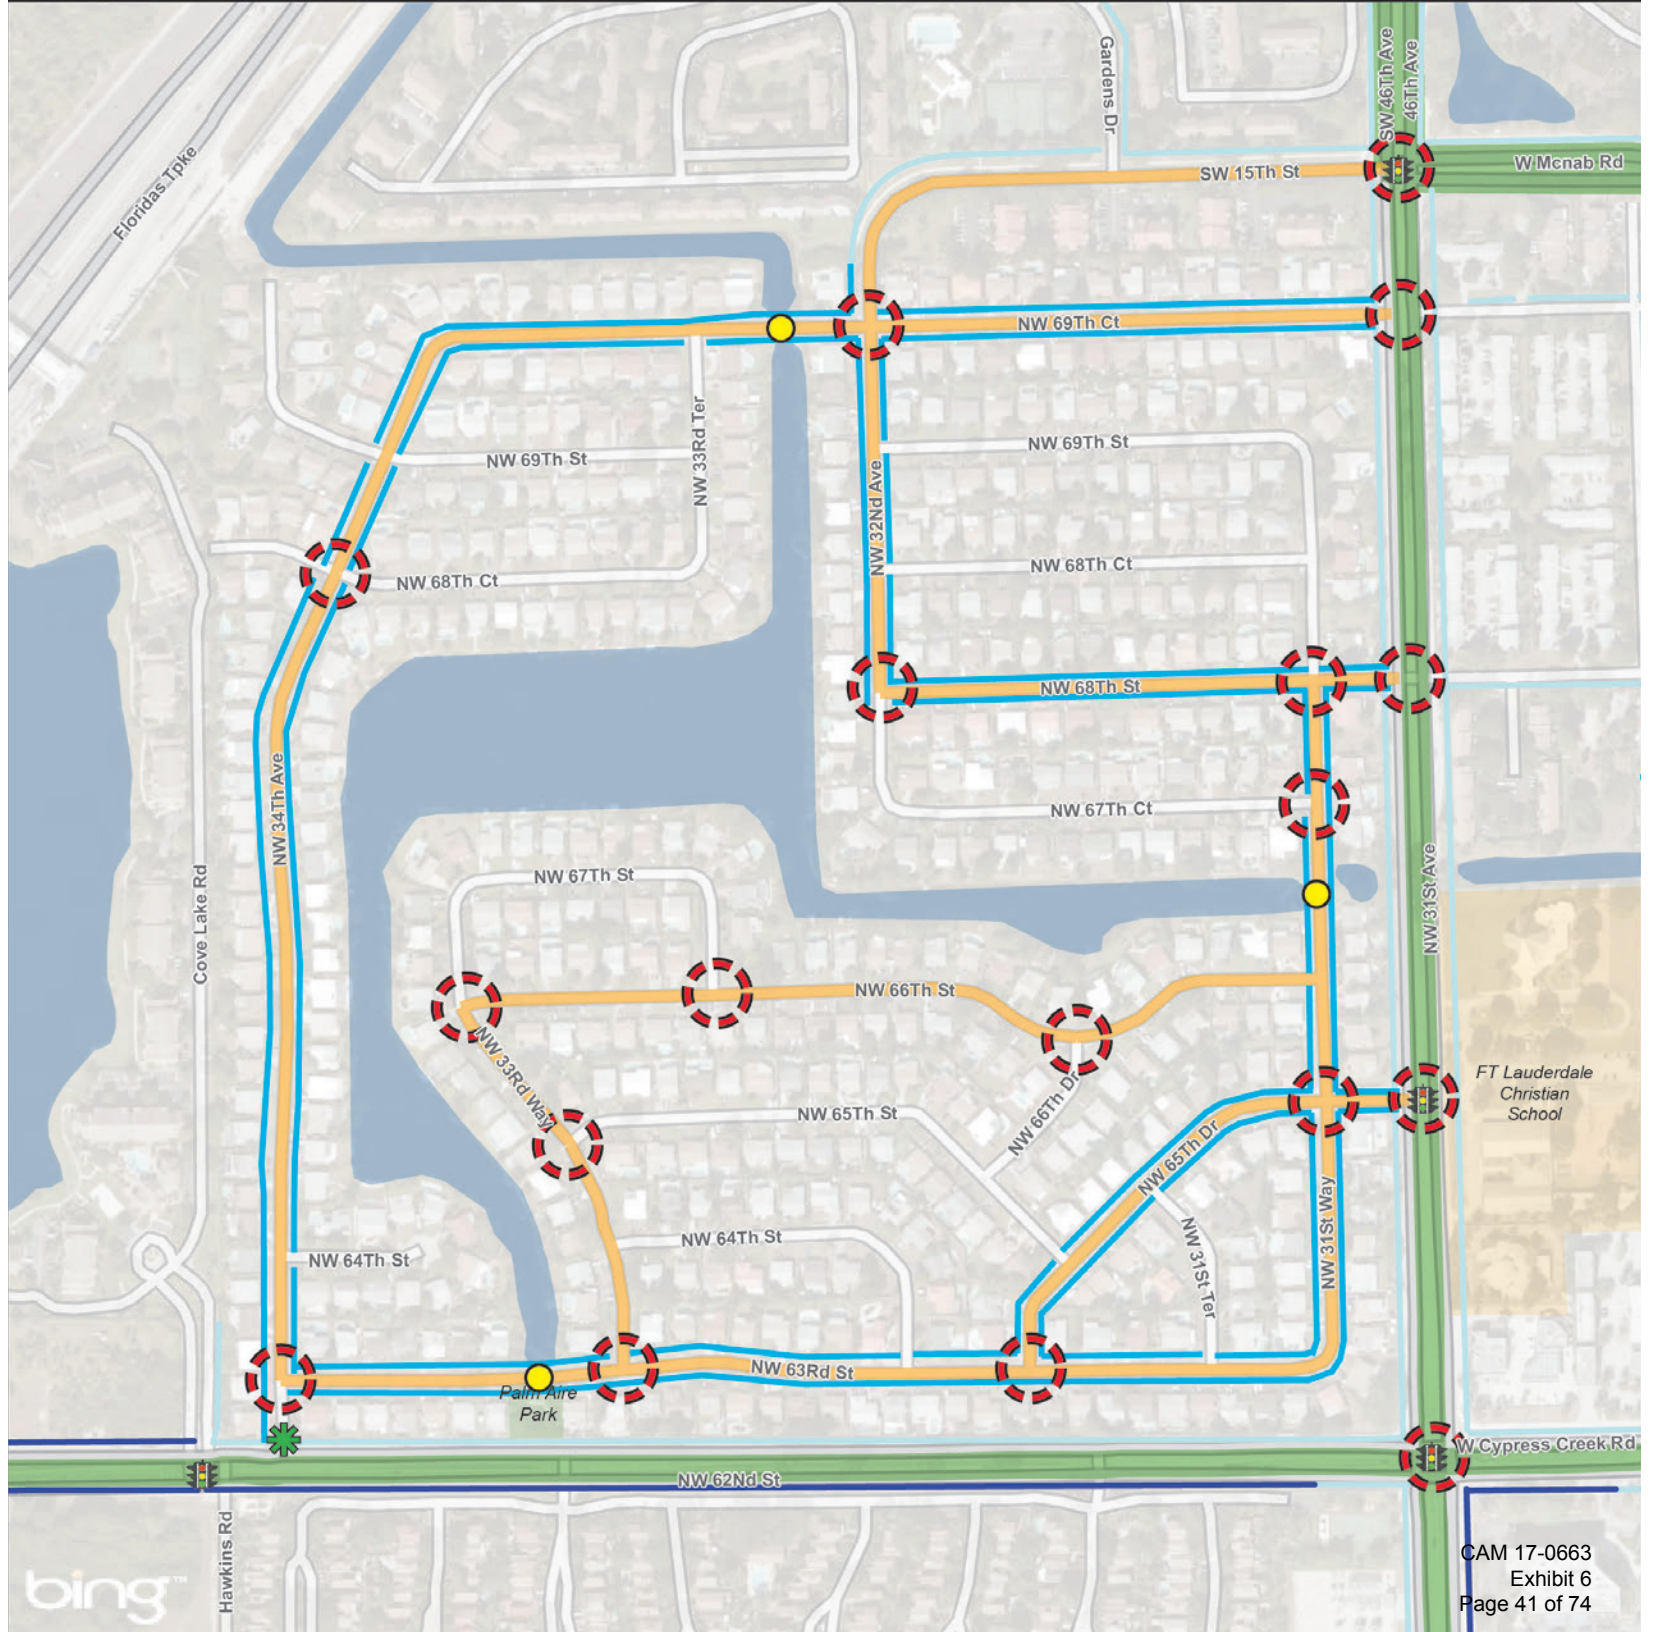 Gardens Dr
SW 46Th Ave
46Th Ave
Floridas Tpke
W Mcnab Rd
SW 15Th St
NW 69Th Ct
NW 33Rd Ter
NW 69Th St
NW 69Th St
NW 32Nd Ave
NW 68Th Ct
NW 68Th Ct
NW 68Th St
NW 34Th Ave
NW 67Th Ct
NW 67Th St
Cove Lake Rd
NW 31St Ave
NW 66Th St
NW 33Rd Way
NW 66Th Dr
NW 65Th St
FT Lauderdale
Christian
School
NW 65Th Dr
NW 31St Way
NW 31St Ter
NW 64Th St
NW 64Th St
NW 63Rd St
Palm Aire
Park
W Cypress Creek Rd
NW 62Nd St
Hawkins Rd
bing™
CAM 17-0663
Exhibit 6
Page 41 of 74